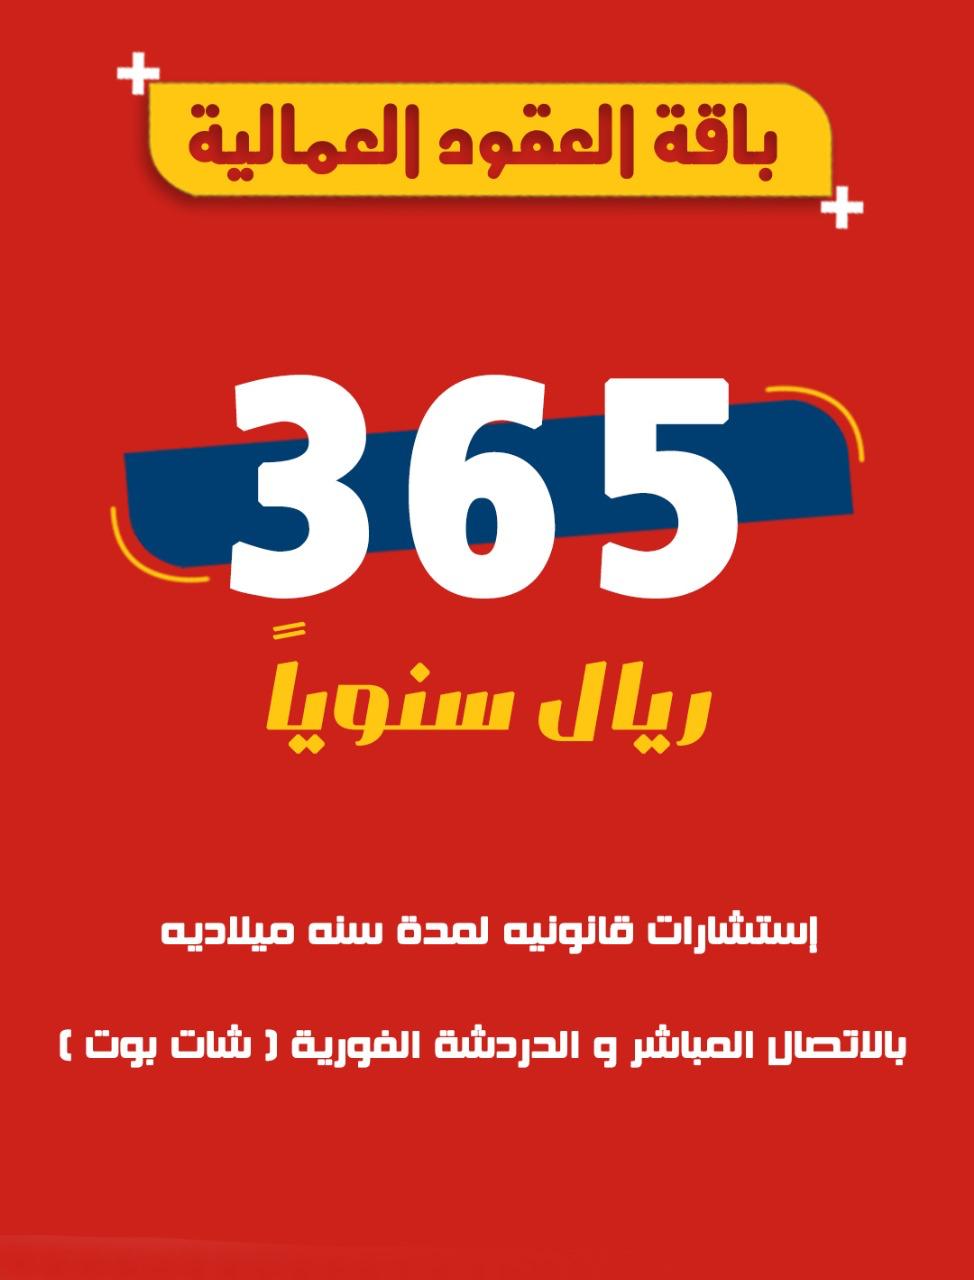 باقة العقود العمالية
365
ريال سنوياً
إستشارات قانونيه لمدة سنه ميلاديه
بالاتصال المباشر و الدردشة الفورية ( شات بوت )